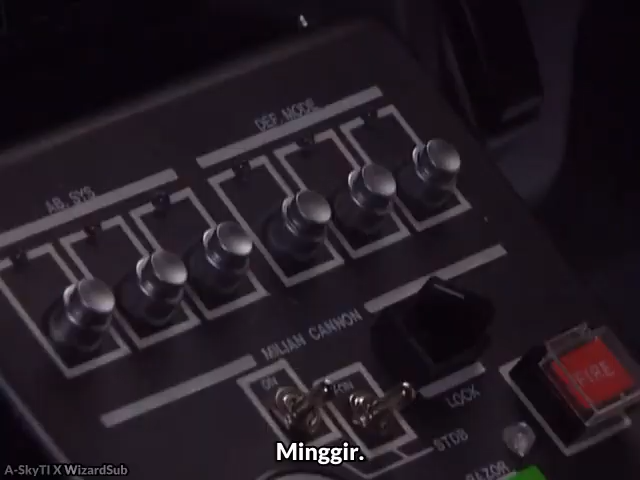 DEF. MODE
AB. SYS
MILIAN CANNON
ON
FIRE
LOCK
STDB
Minggir.
A-SkyTI X WizardSub